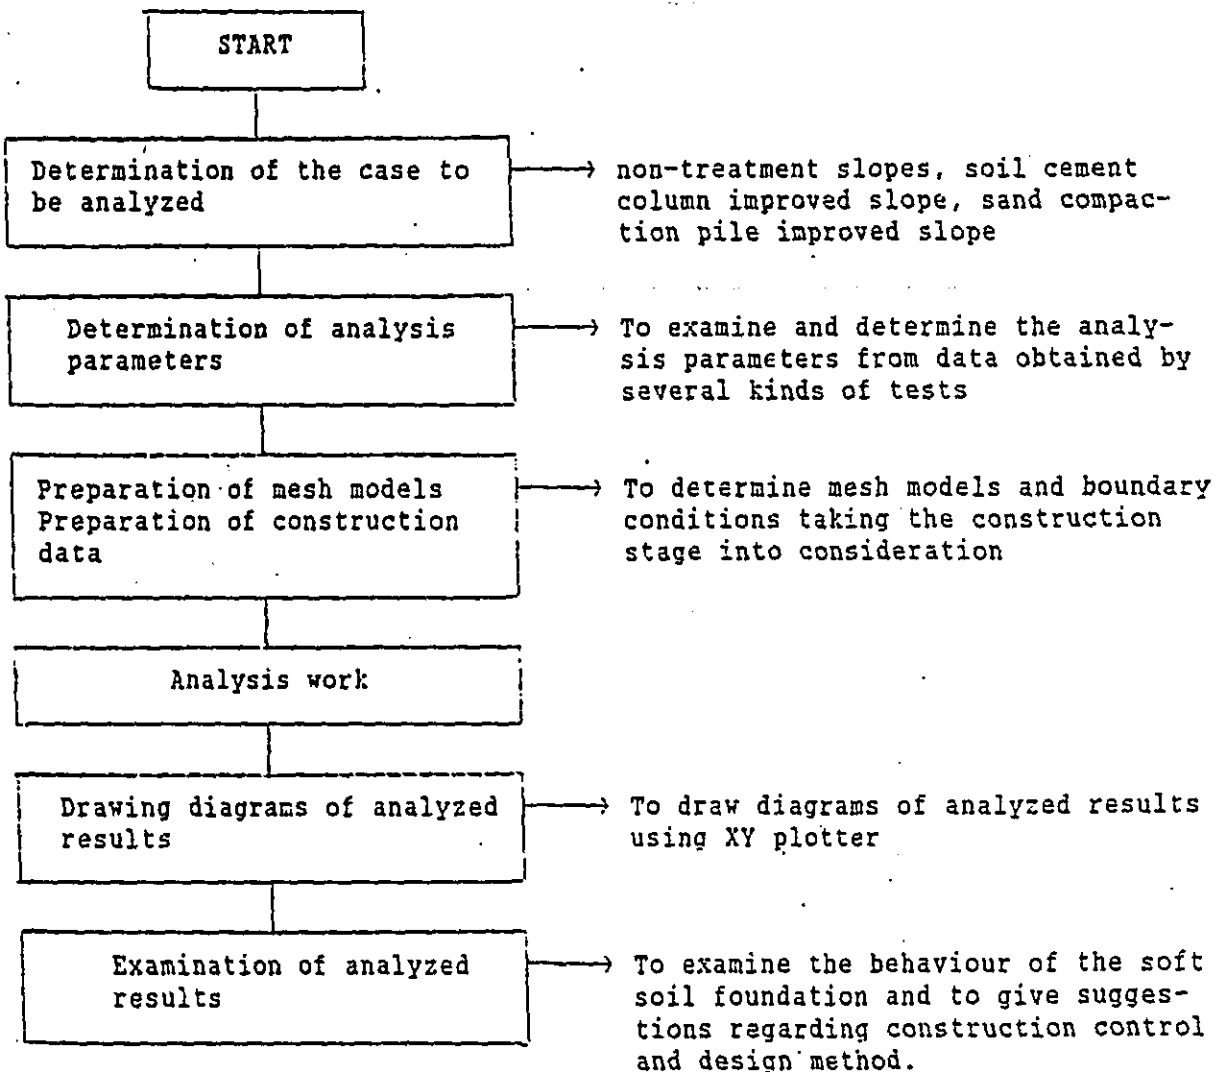 START
Determination of the case to
be analyzed
non-treatment slopes, soil cement
column improved slope, sand compac-
tion pile improved slope
Determination of analysis
parameters
To examine and determine the analy-
sis parameters from data obtained by
several kinds of tests
Preparation of mesh models
Preparation of construction
data
To determine mesh models and boundary
conditions taking the construction
stage into consideration
Analysis work
Drawing diagrams of analyzed
results
To draw diagrams of analyzed results
using XY plotter
Examination of analyzed
results
To examine the behaviour of the soft
soil foundation and to give sugges-
tions regarding construction control
and design method.